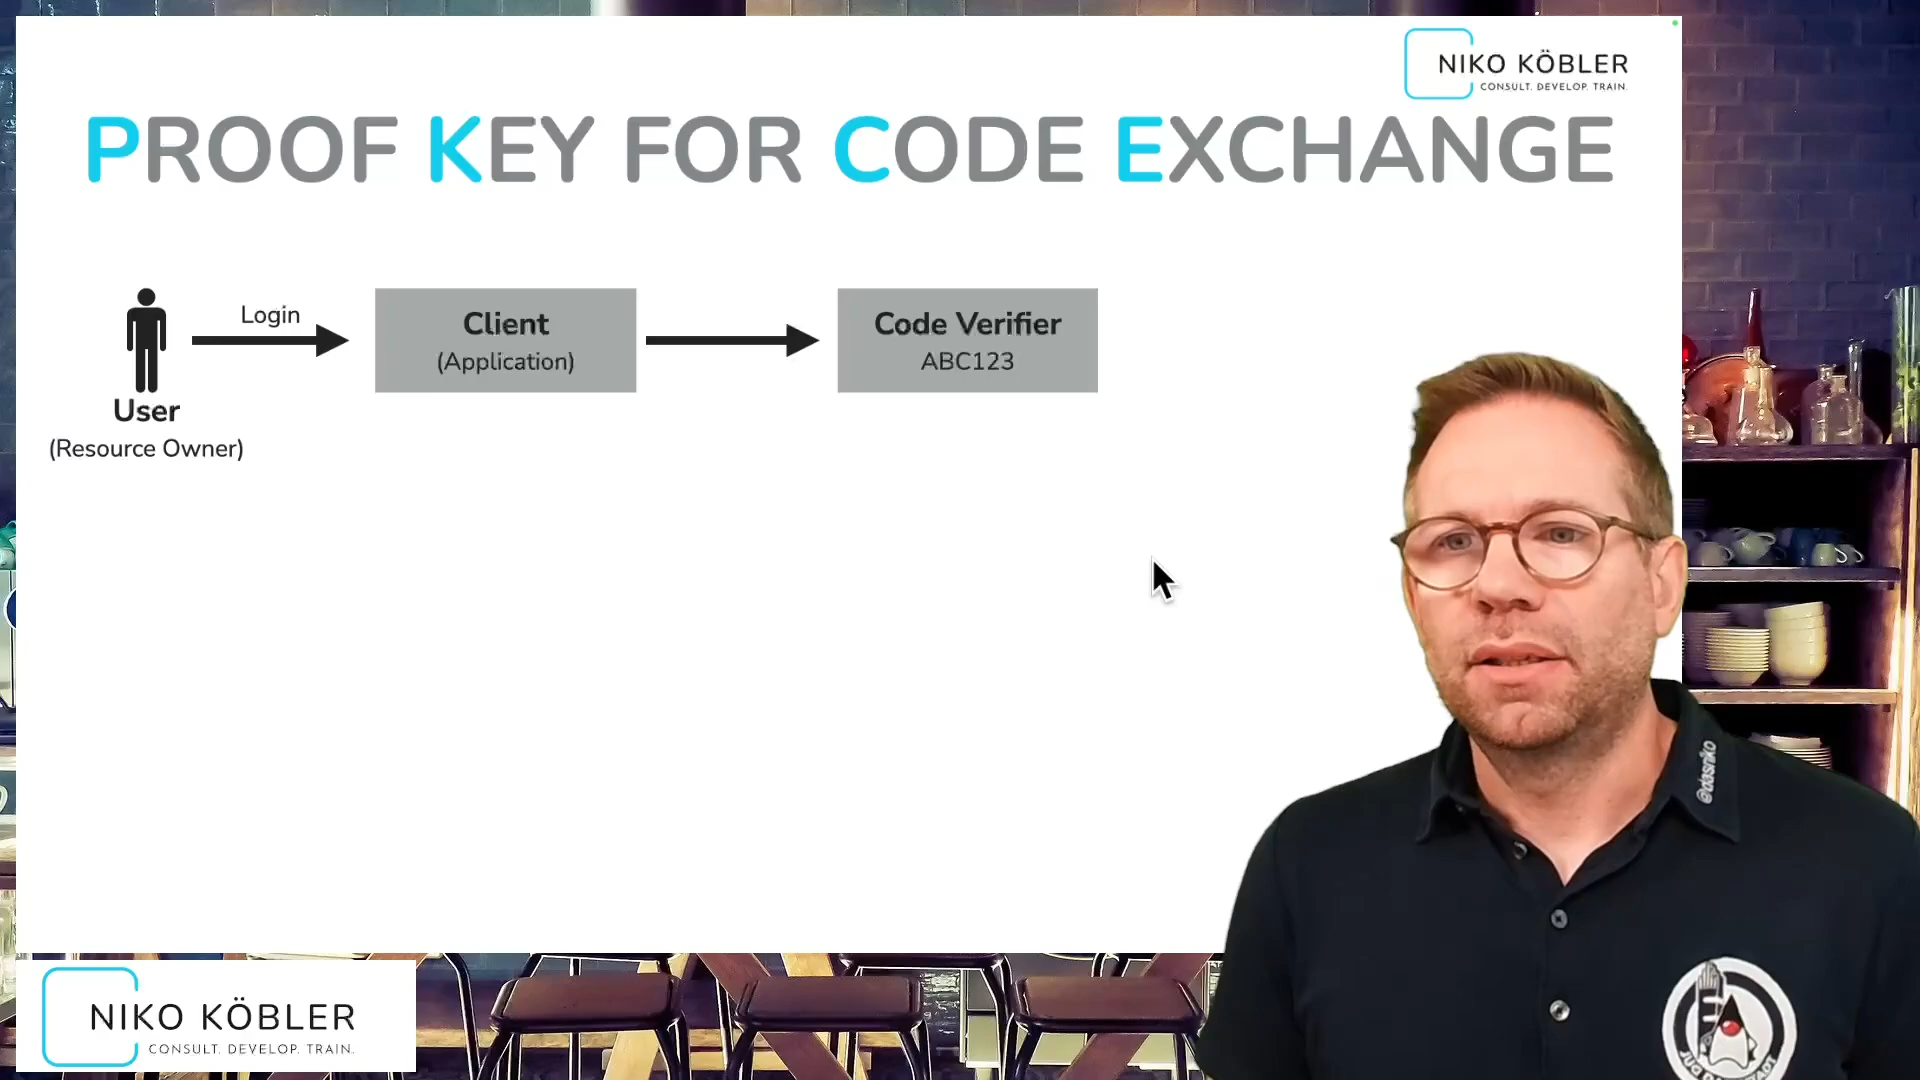 NIKO KÖBLER
CONSULT. DEVELOP. TRAIN.
PROOF KEY FOR CODE EXCHANGE
Login
Client
(Application)
Code Verifier
ABC123
User
(Resource Owner)
@dasniko
NIKO KÖBLER
CONSULT. DEVELOP. TRAIN.